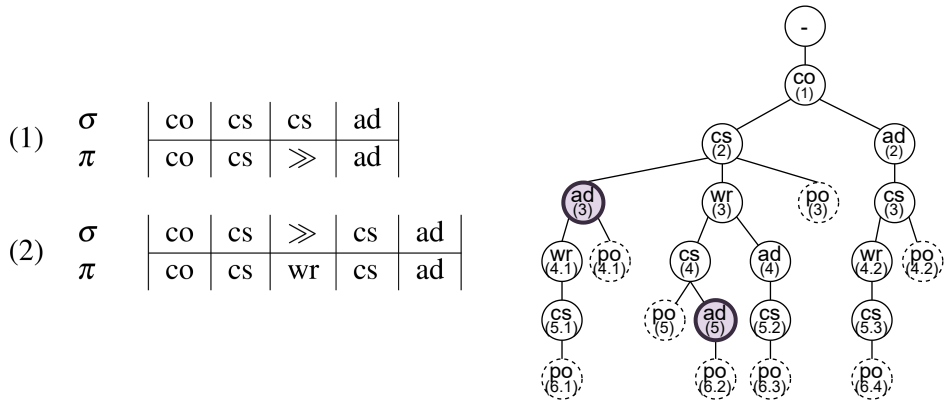 (1) σ co cs cs ad
π co cs ≫ ad
(2) σ co cs ≫ cs ad
π co cs wr cs ad
-
co (1)
cs (2) ad (2)
ad (3) wr (3) po (3) cs (3)
wr (4.1) po (4.1) cs (4) ad (4) wr (4.2) po (4.2)
cs (5.1) po (5) ad (5) cs (5.2) cs (5.3)
po (6.1) po (6.2) po (6.3) po (6.4)